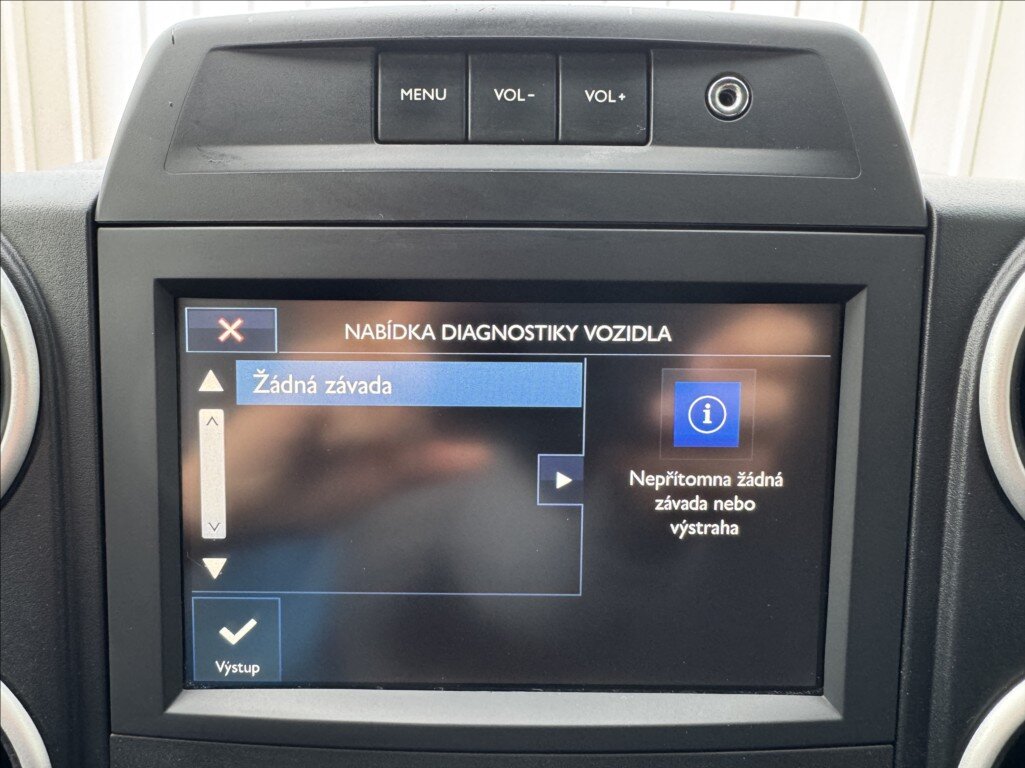 MENU VOL- VOL+
NABÍDKA DIAGNOSTIKY VOZIDLA
Žádná závada
Nepřítomna žádná
závada nebo
výstraha
Výstup